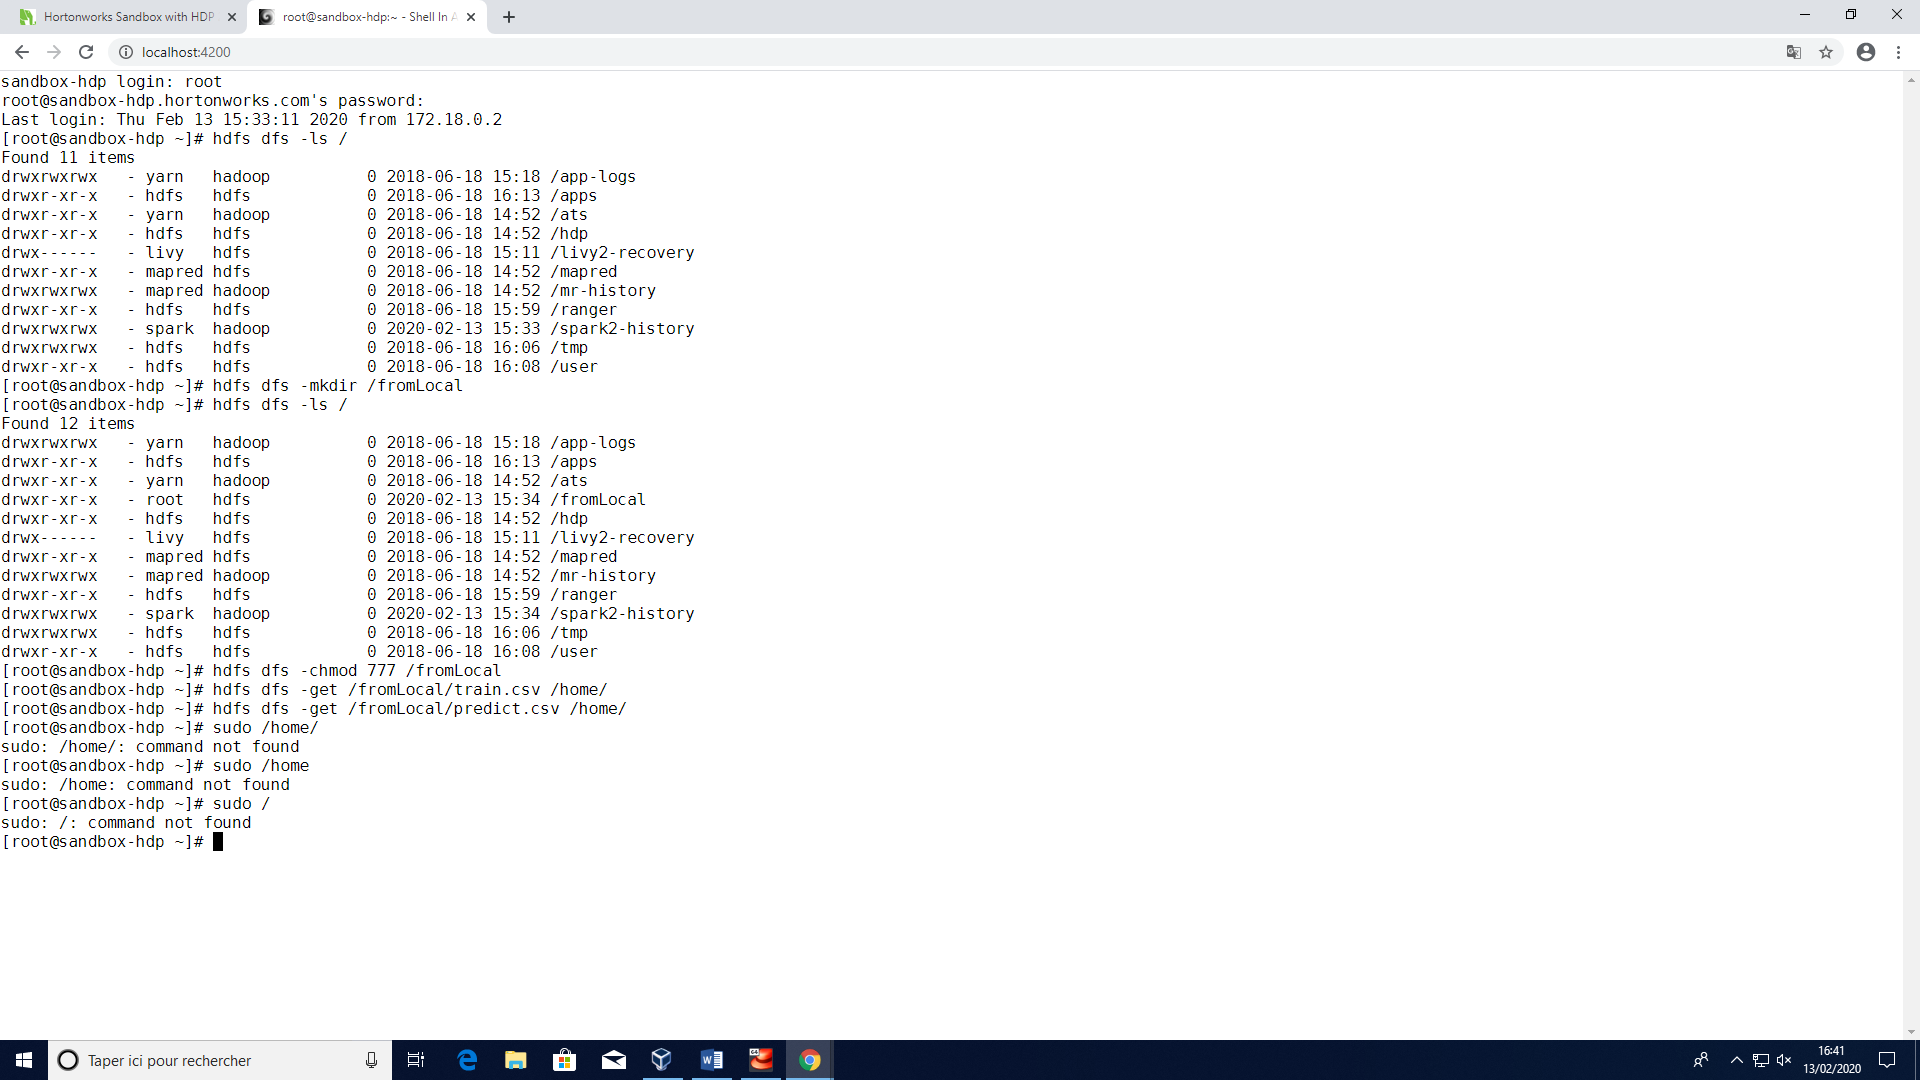 Hortonworks Sandbox with HDP
root@sandbox-hdp:~ - Shell In A
localhost:4200
sandbox-hdp login: root
root@sandbox-hdp.hortonworks.com's password:
Last login: Thu Feb 13 15:33:11 2020 from 172.18.0.2
[root@sandbox-hdp ~]# hdfs dfs -ls /
Found 11 items
drwxrwxrwx   - yarn   hadoop          0 2018-06-18 15:18 /app-logs
drwxr-xr-x   - hdfs   hdfs            0 2018-06-18 16:13 /apps
drwxr-xr-x   - yarn   hadoop          0 2018-06-18 14:52 /ats
drwxr-xr-x   - hdfs   hdfs            0 2018-06-18 14:52 /hdp
drwx------   - livy   hdfs            0 2018-06-18 15:11 /livy2-recovery
drwxr-xr-x   - mapred hdfs            0 2018-06-18 14:52 /mapred
drwxrwxrwx   - mapred hadoop          0 2018-06-18 14:52 /mr-history
drwxr-xr-x   - hdfs   hdfs            0 2018-06-18 15:59 /ranger
drwxrwxrwx   - spark  hadoop          0 2020-02-13 15:33 /spark2-history
drwxrwxrwx   - hdfs   hdfs            0 2018-06-18 16:06 /tmp
drwxr-xr-x   - hdfs   hdfs            0 2018-06-18 16:08 /user
[root@sandbox-hdp ~]# hdfs dfs -mkdir /fromLocal
[root@sandbox-hdp ~]# hdfs dfs -ls /
Found 12 items
drwxrwxrwx   - yarn   hadoop          0 2018-06-18 15:18 /app-logs
drwxr-xr-x   - hdfs   hdfs            0 2018-06-18 16:13 /apps
drwxr-xr-x   - yarn   hadoop          0 2018-06-18 14:52 /ats
drwxr-xr-x   - root   hdfs            0 2020-02-13 15:34 /fromLocal
drwxr-xr-x   - hdfs   hdfs            0 2018-06-18 14:52 /hdp
drwx------   - livy   hdfs            0 2018-06-18 15:11 /livy2-recovery
drwxr-xr-x   - mapred hdfs            0 2018-06-18 14:52 /mapred
drwxrwxrwx   - mapred hadoop          0 2018-06-18 14:52 /mr-history
drwxr-xr-x   - hdfs   hdfs            0 2018-06-18 15:59 /ranger
drwxrwxrwx   - spark  hadoop          0 2020-02-13 15:34 /spark2-history
drwxrwxrwx   - hdfs   hdfs            0 2018-06-18 16:06 /tmp
drwxr-xr-x   - hdfs   hdfs            0 2018-06-18 16:08 /user
[root@sandbox-hdp ~]# hdfs dfs -chmod 777 /fromLocal
[root@sandbox-hdp ~]# hdfs dfs -get /fromLocal/train.csv /home/
[root@sandbox-hdp ~]# hdfs dfs -get /fromLocal/predict.csv /home/
[root@sandbox-hdp ~]# sudo /home/
sudo: /home/: command not found
[root@sandbox-hdp ~]# sudo /home
sudo: /home: command not found
[root@sandbox-hdp ~]# sudo /
sudo: /: command not found
[root@sandbox-hdp ~]#
Taper ici pour rechercher
64
16:41
13/02/2020